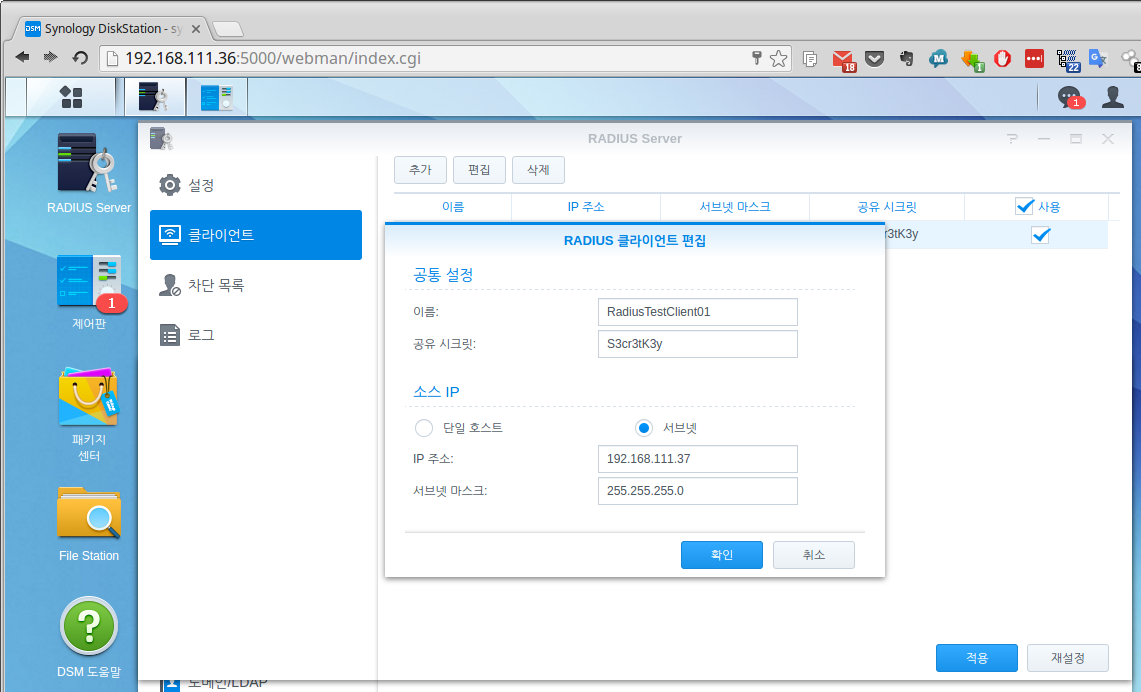 DSM Synology DiskStation - sy
192.168.111.36:5000/webman/index.cgi
18
1
22
8
1
RADIUS Server
RADIUS Server
제어판
1
패키지
센터
File Station
DSM 도움말
설정
클라이언트
차단 목록
로그
도메인/LDAP
추가 편집 삭제
이름 IP 주소 서브넷 마스크 공유 시크릿 사용
r3tK3y
RADIUS 클라이언트 편집
공통 설정
이름: RadiusTestClient01
공유 시크릿: S3cr3tK3y
소스 IP
단일 호스트 서브넷
IP 주소: 192.168.111.37
서브넷 마스크: 255.255.255.0
확인 취소
적용 재설정